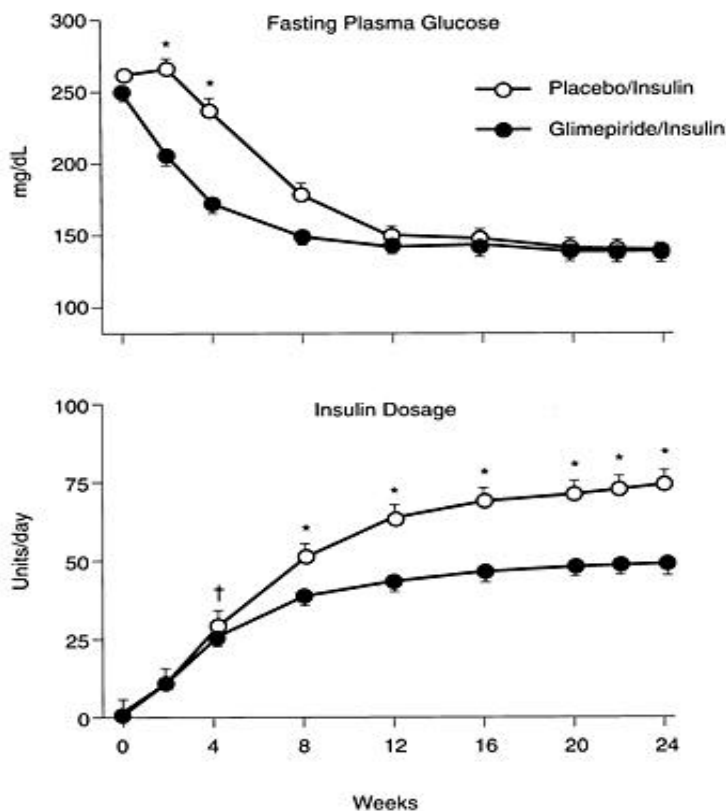 Fasting Plasma Glucose
300
250
200
150
100
mg/dL
* *
Placebo/Insulin
Glimepiride/Insulin
Insulin Dosage
100
75
50
25
0
Units/day
† * * * * * *
0 4 8 12 16 20 24
Weeks